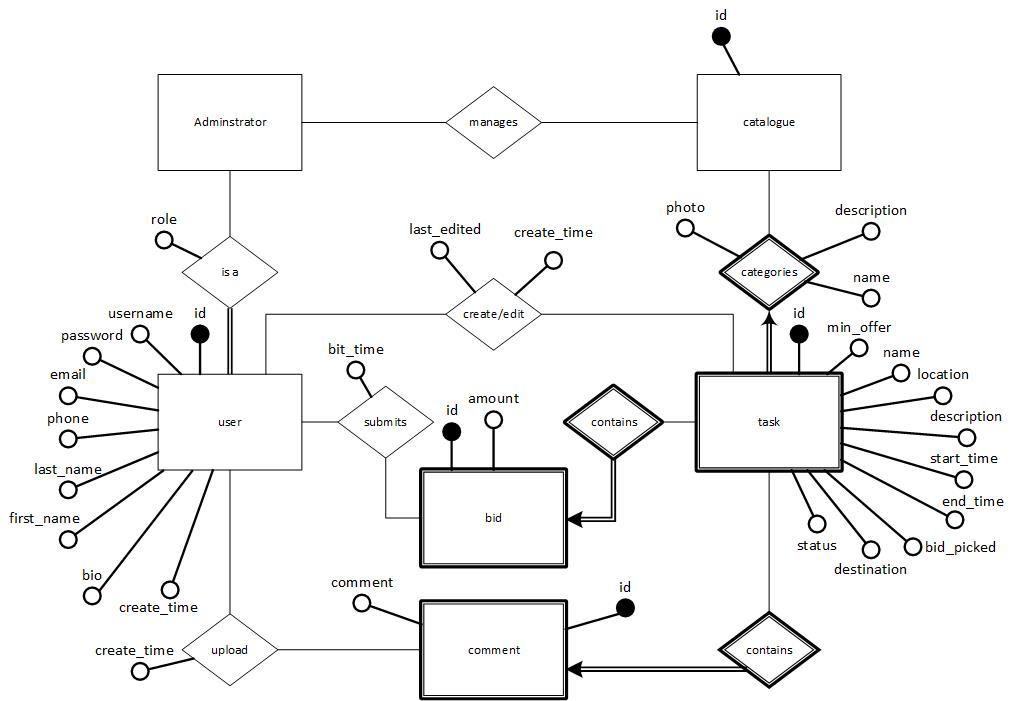 id
Adminstrator
manages
catalogue
role
last_edited
create_time
photo
description
is a
categories
name
username
id
create/edit
id
min_offer
password
bit_time
name
email
location
phone
id
amount
description
user
submits
contains
task
last_name
start_time
first_name
bid
end_time
status
bid_picked
bio
comment
destination
create_time
id
create_time
upload
comment
contains